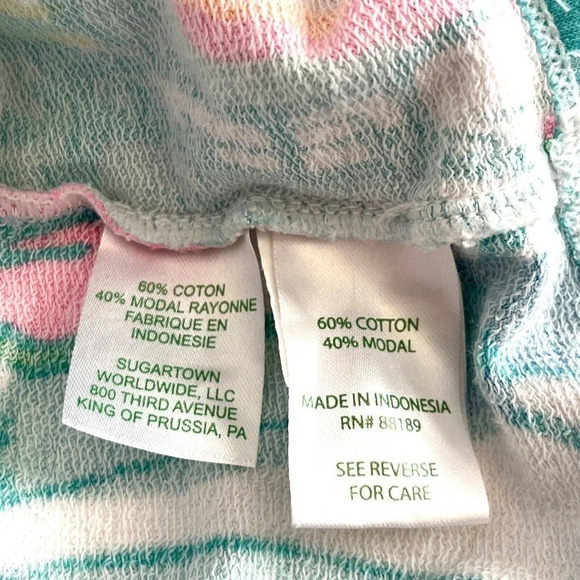 60% COTON
40% MODAL RAYONNE
FABRIQUE EN
INDONESIE
SUGARTOWN
WORLDWIDE, LLC
800 THIRD AVENUE
KING OF PRUSSIA, PA
60% COTTON
40% MODAL
MADE IN INDONESIA
RN# 88189
SEE REVERSE
FOR CARE